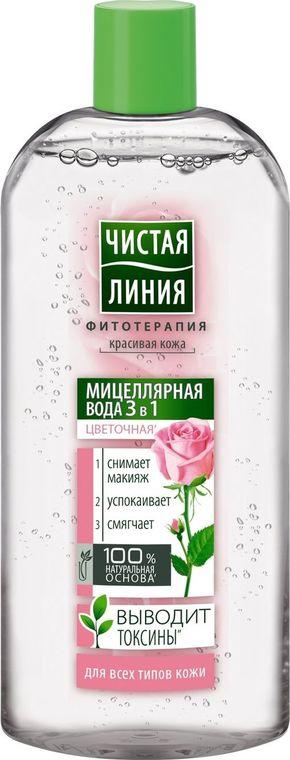 ЧИСТАЯ
ЛИНИЯ
ФИТОТЕРАПИЯ
красивая кожа
МИЦЕЛЛЯРНАЯ
ВОДА 3 в 1
ЦВЕТОЧНАЯ*
1 снимает
макияж
2 успокаивает
3 смягчает
100%
НАТУРАЛЬНАЯ
ОСНОВА*
ВЫВОДИТ
ТОКСИНЫ**
для всех типов кожи